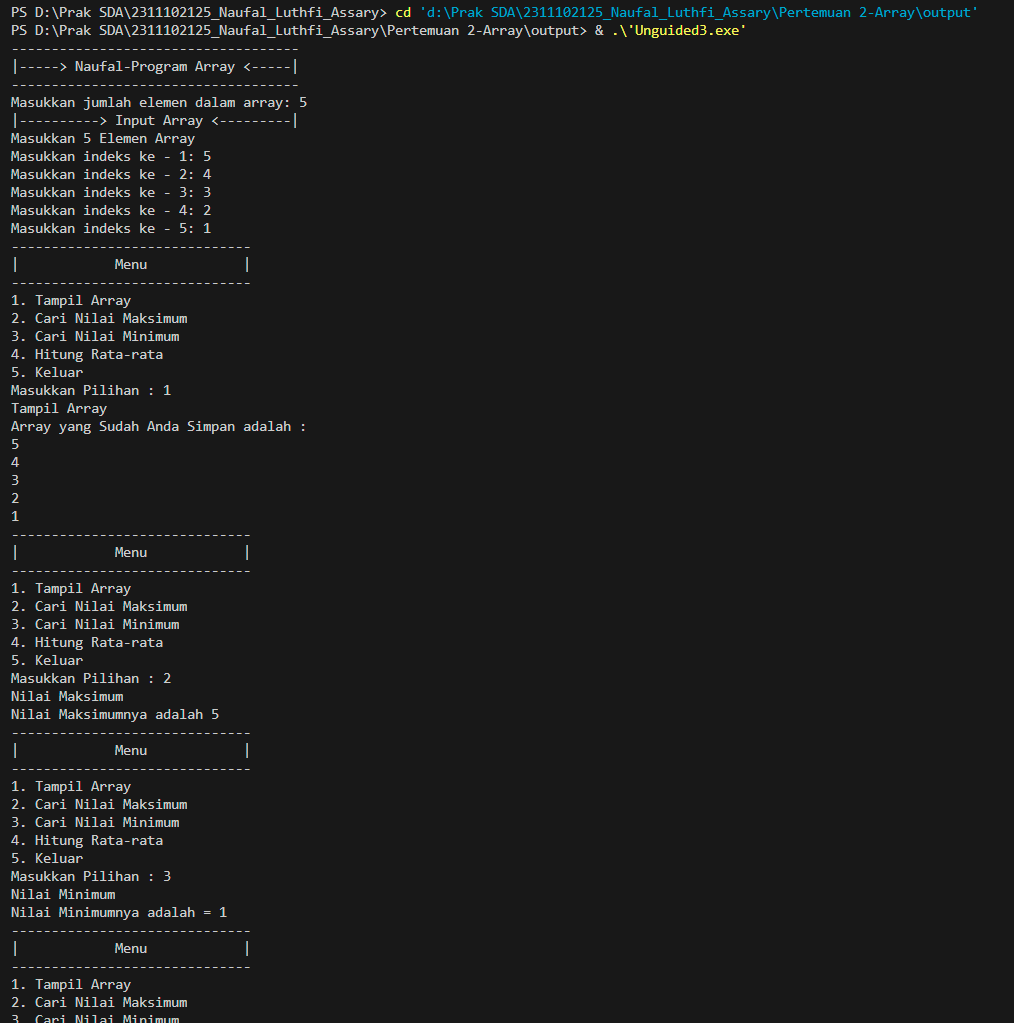 PS D:\Prak SDA\2311102125_Naufal_Luthfi_Assary> cd 'd:\Prak SDA\2311102125_Naufal_Luthfi_Assary\Pertemuan 2-Array\output'
PS D:\Prak SDA\2311102125_Naufal_Luthfi_Assary\Pertemuan 2-Array\output> & .\'Unguided3.exe'
------------------------------------
|-----> Naufal-Program Array <-----|
------------------------------------
Masukkan jumlah elemen dalam array: 5
|----------> Input Array <---------|
Masukkan 5 Elemen Array
Masukkan indeks ke - 1: 5
Masukkan indeks ke - 2: 4
Masukkan indeks ke - 3: 3
Masukkan indeks ke - 4: 2
Masukkan indeks ke - 5: 1
------------------------------
|            Menu            |
------------------------------
1. Tampil Array
2. Cari Nilai Maksimum
3. Cari Nilai Minimum
4. Hitung Rata-rata
5. Keluar
Masukkan Pilihan : 1
Tampil Array
Array yang Sudah Anda Simpan adalah :
5
4
3
2
1
------------------------------
|            Menu            |
------------------------------
1. Tampil Array
2. Cari Nilai Maksimum
3. Cari Nilai Minimum
4. Hitung Rata-rata
5. Keluar
Masukkan Pilihan : 2
Nilai Maksimum
Nilai Maksimumnya adalah 5
------------------------------
|            Menu            |
------------------------------
1. Tampil Array
2. Cari Nilai Maksimum
3. Cari Nilai Minimum
4. Hitung Rata-rata
5. Keluar
Masukkan Pilihan : 3
Nilai Minimum
Nilai Minimumnya adalah = 1
------------------------------
|            Menu            |
------------------------------
1. Tampil Array
2. Cari Nilai Maksimum
3. Cari Nilai Minimum